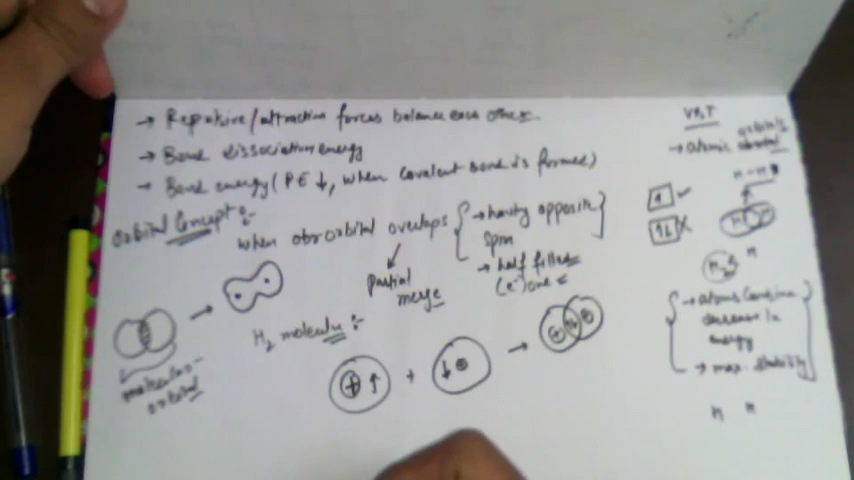 → Repulsive/attraction forces balance each other
→ Bond dissociation energy
→ Bond energy (PE ↓, when covalent bond is formed)
Orbital Concept :-
when orbital overlaps { → having opposite
spin
→ half filled
(e⁻) one }
partial
merge
molecular
orbital
H₂ molecule :-
+ ↑ + ↓ + →
VBT
→ atomic orbital
↑ ✓
↑↓ ✗
n n
{ → atoms combine
decrease in
energy
→ max. stability }
n n